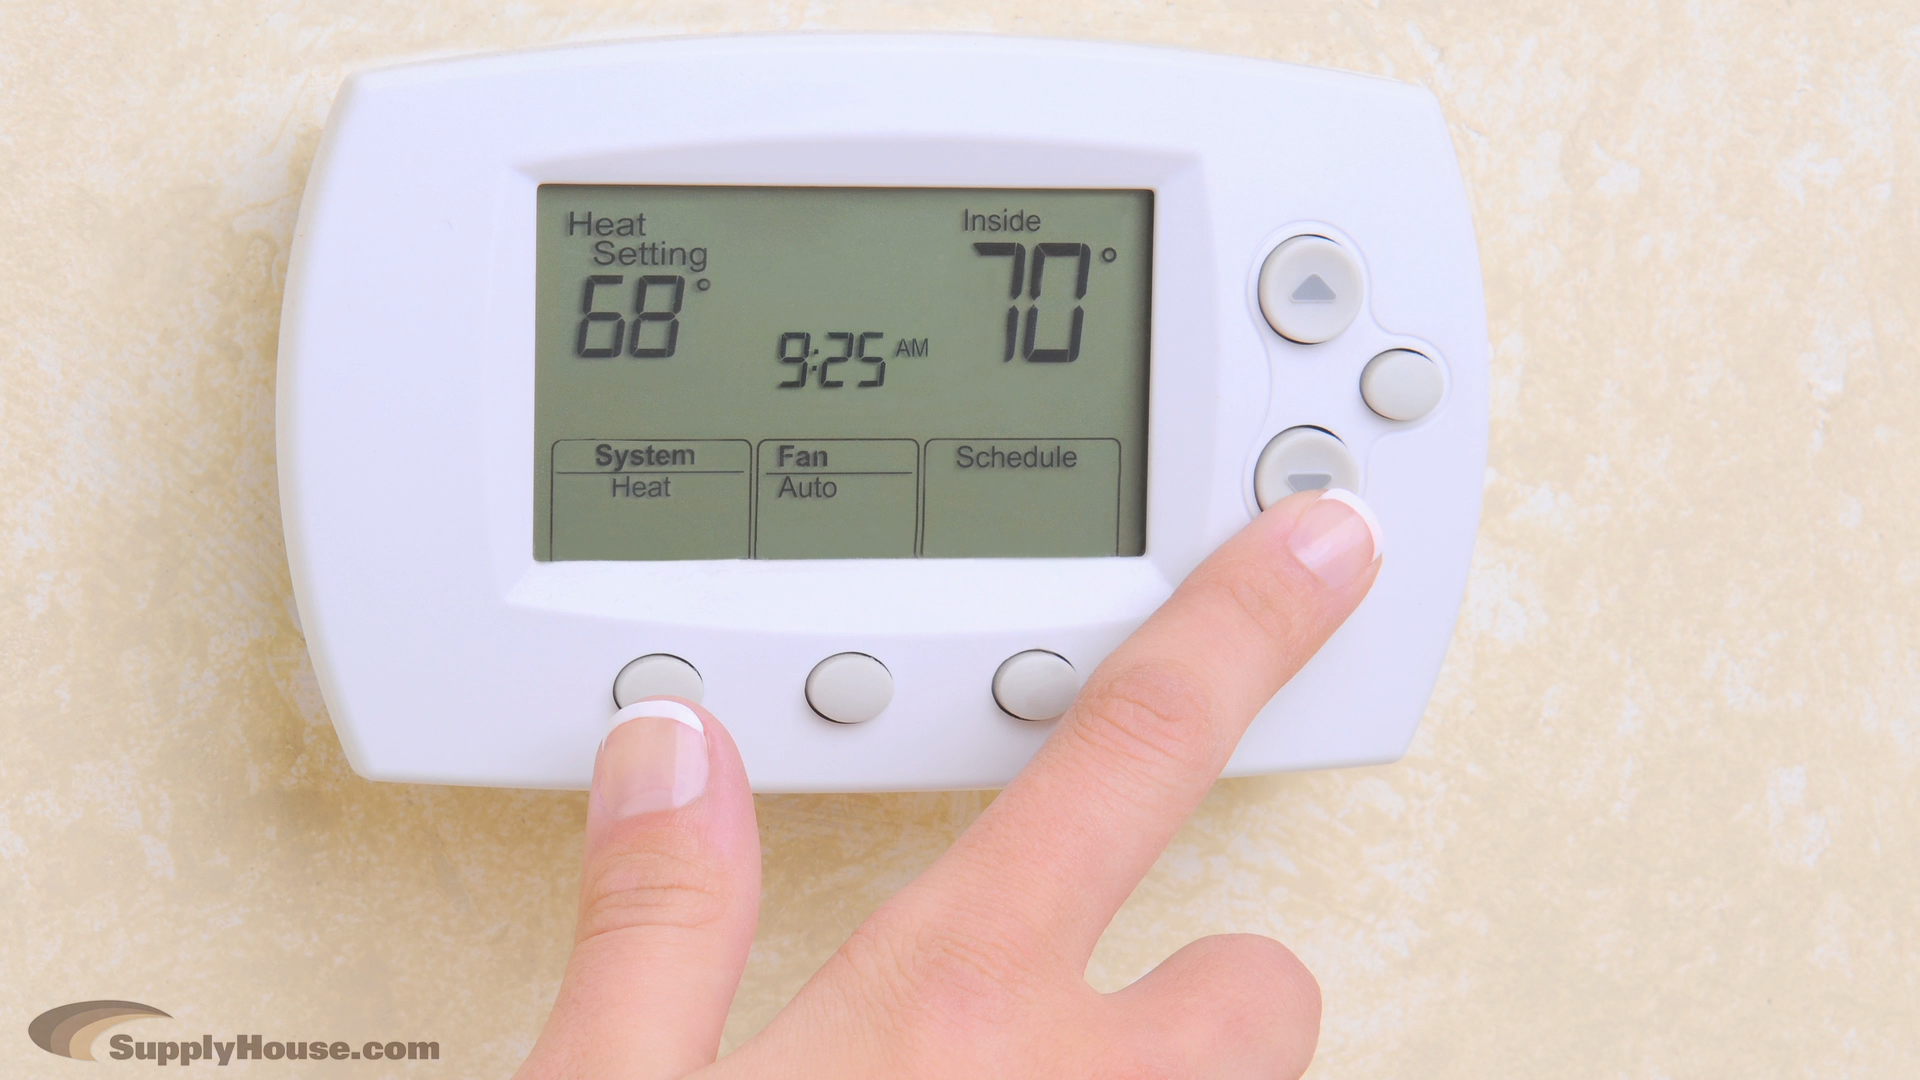 Heat
Setting
68°
Inside
70°
9:25 AM
System
Heat
Fan
Auto
Schedule
SupplyHouse.com